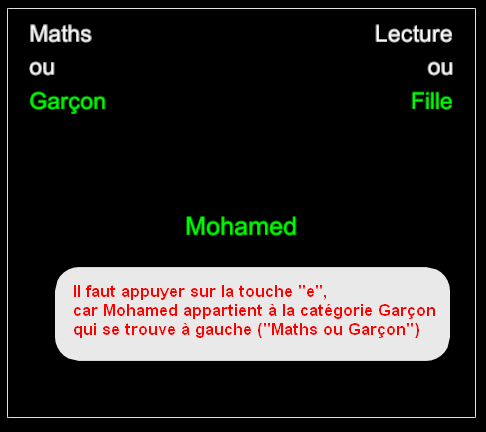 Maths
Lecture
ou
ou
Garçon
Fille
Mohamed
Il faut appuyer sur la touche "e",
car Mohamed appartient à la catégorie Garçon
qui se trouve à gauche ("Maths ou Garçon")